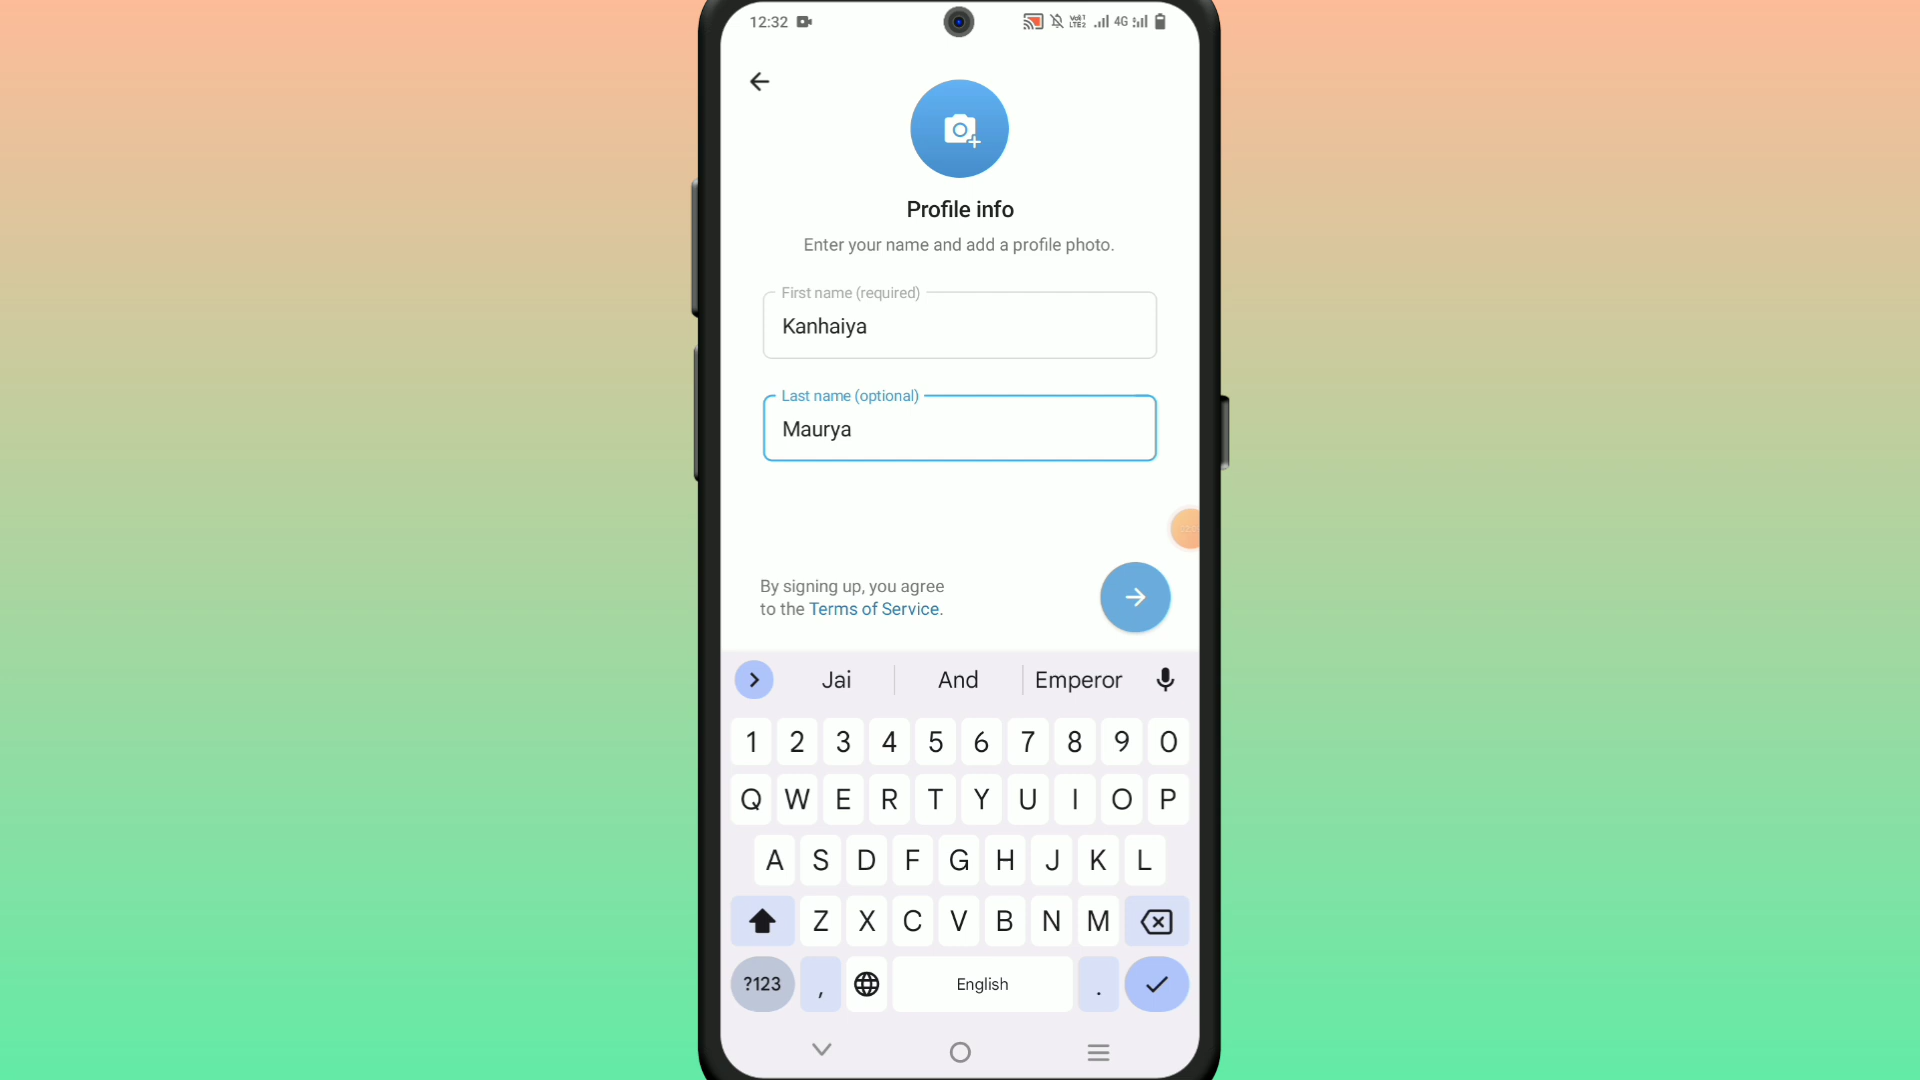 12:32
4G
Profile info
Enter your name and add a profile photo.
First name (required)
Kanhaiya
Last name (optional)
Maurya
By signing up, you agree
to the Terms of Service.
Jai And Emperor
1 2 3 4 5 6 7 8 9 0
Q W E R T Y U I O P
A S D F G H J K L
Z X C V B N M
?123 , English .